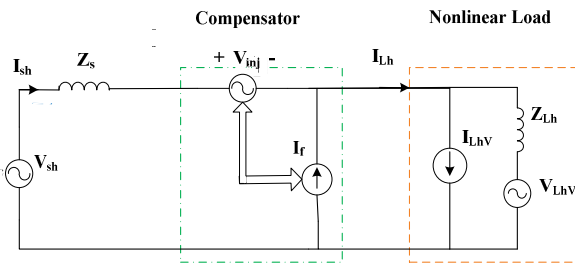 Compensator
Nonlinear Load
Ish
Zs
+ Vinj -
ILh
ZLh
ILhV
If
Vsh
VLhV